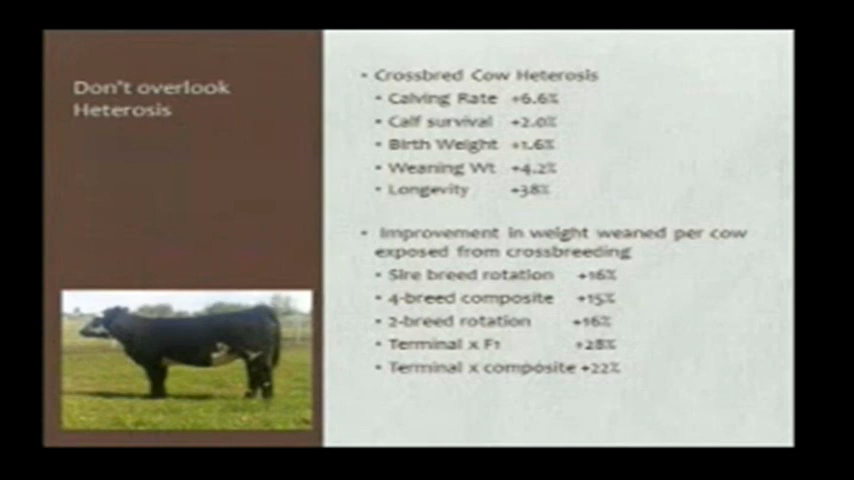 Don't overlook
Heterosis
• Crossbred Cow Heterosis
• Calving Rate +6.6%
• Calf survival +2.0%
• Birth Weight +1.6%
• Weaning Wt +4.2%
• Longevity +38%
• Improvement in weight weaned per cow
exposed from crossbreeding
• Sire breed rotation +16%
• 4-breed composite +15%
• 2-breed rotation +16%
• Terminal x F1 +28%
• Terminal x composite +22%